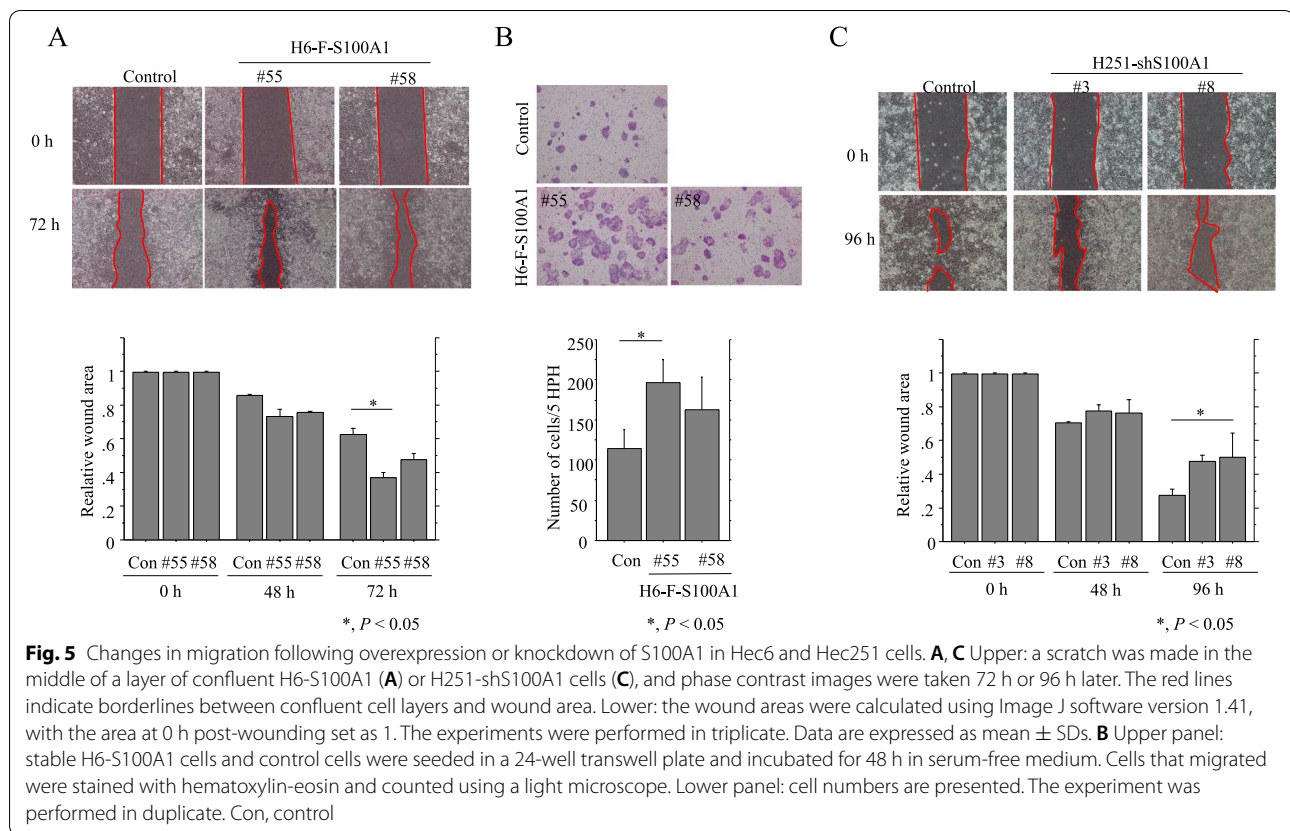 A
H6-F-S100A1
Control #55 #58
0 h
72 h
Realative wound area
1
.8
.6
.4
.2
0
*
Con #55 #58 Con #55 #58 Con #55 #58
0 h 48 h 72 h
*, P < 0.05
B
Control
H6-F-S100A1
#55 #58
Number of cells/5 HPH
250
200
150
100
50
0
*
Con #55 #58
H6-F-S100A1
*, P < 0.05
C
H251-shS100A1
Control #3 #8
0 h
96 h
Relative wound area
1
.8
.6
.4
.2
0
*
Con #3 #8 Con #3 #8 Con #3 #8
0 h 48 h 96 h
*, P < 0.05
Fig. 5 Changes in migration following overexpression or knockdown of S100A1 in Hec6 and Hec251 cells. A, C Upper: a scratch was made in the
middle of a layer of confluent H6-S100A1 (A) or H251-shS100A1 cells (C), and phase contrast images were taken 72 h or 96 h later. The red lines
indicate borderlines between confluent cell layers and wound area. Lower: the wound areas were calculated using Image J software version 1.41,
with the area at 0 h post-wounding set as 1. The experiments were performed in triplicate. Data are expressed as mean ± SDs. B Upper panel:
stable H6-S100A1 cells and control cells were seeded in a 24-well transwell plate and incubated for 48 h in serum-free medium. Cells that migrated
were stained with hematoxylin-eosin and counted using a light microscope. Lower panel: cell numbers are presented. The experiment was
performed in duplicate. Con, control